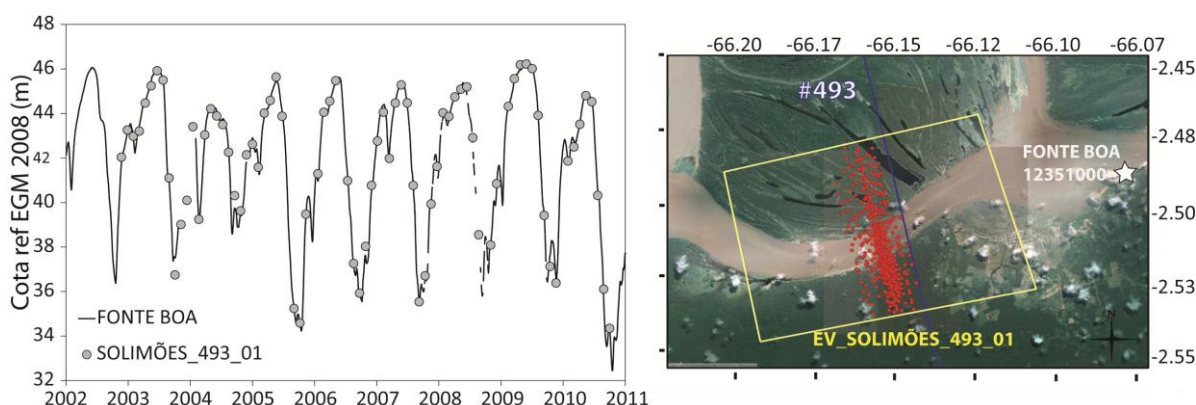 Cota ref EGM 2008 (m)
48
46
44
42
40
38
36
34
32
FONTE BOA
SOLIMÕES_493_01
2002 2003 2004 2005 2006 2007 2008 2009 2010 2011
-66.20 -66.17 -66.15 -66.12 -66.10 -66.07
-2.45
-2.48
-2.50
-2.53
-2.55
#493
FONTE BOA
12351000
EV_SOLIMÕES_493_01